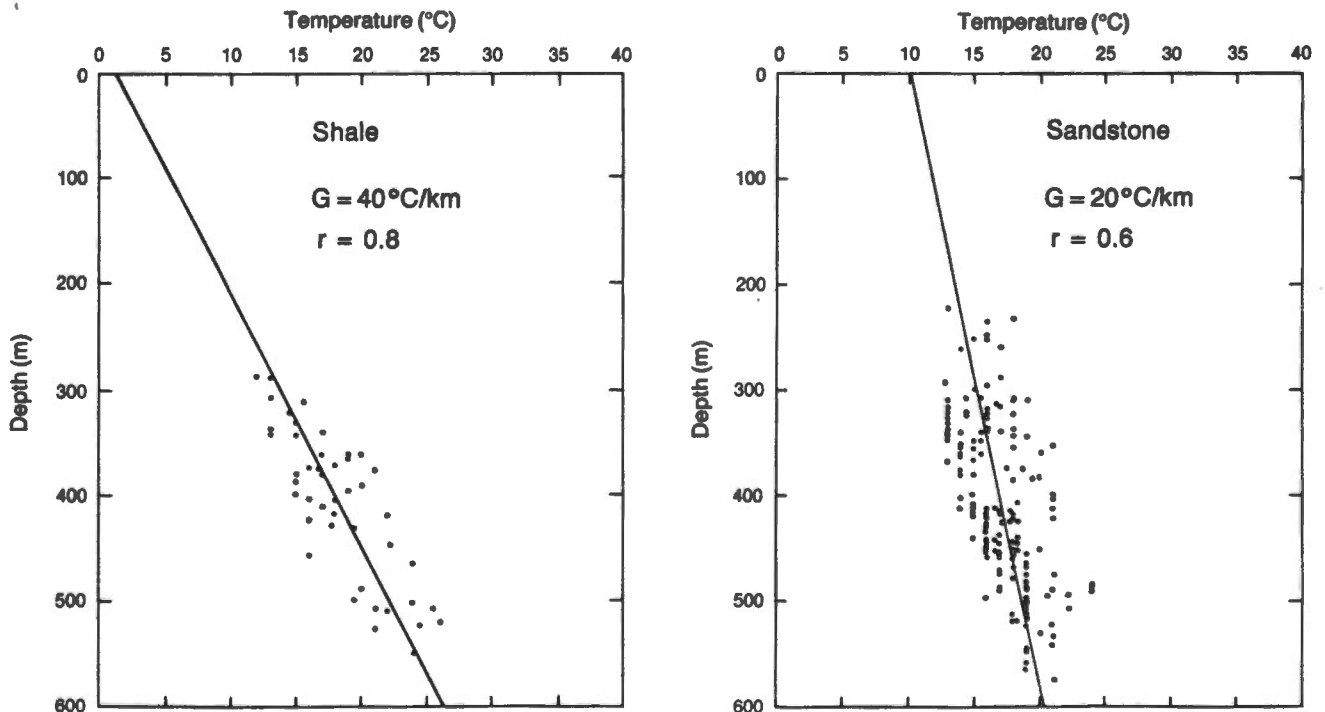 Temperature (°C)
0 5 10 15 20 25 30 35 40
0
100
200
300
400
500
600
Depth (m)
Shale
G = 40°C/km
r = 0.8
Temperature (°C)
0 5 10 15 20 25 30 35 40
0
100
200
300
400
500
600
Depth (m)
Sandstone
G = 20°C/km
r = 0.6